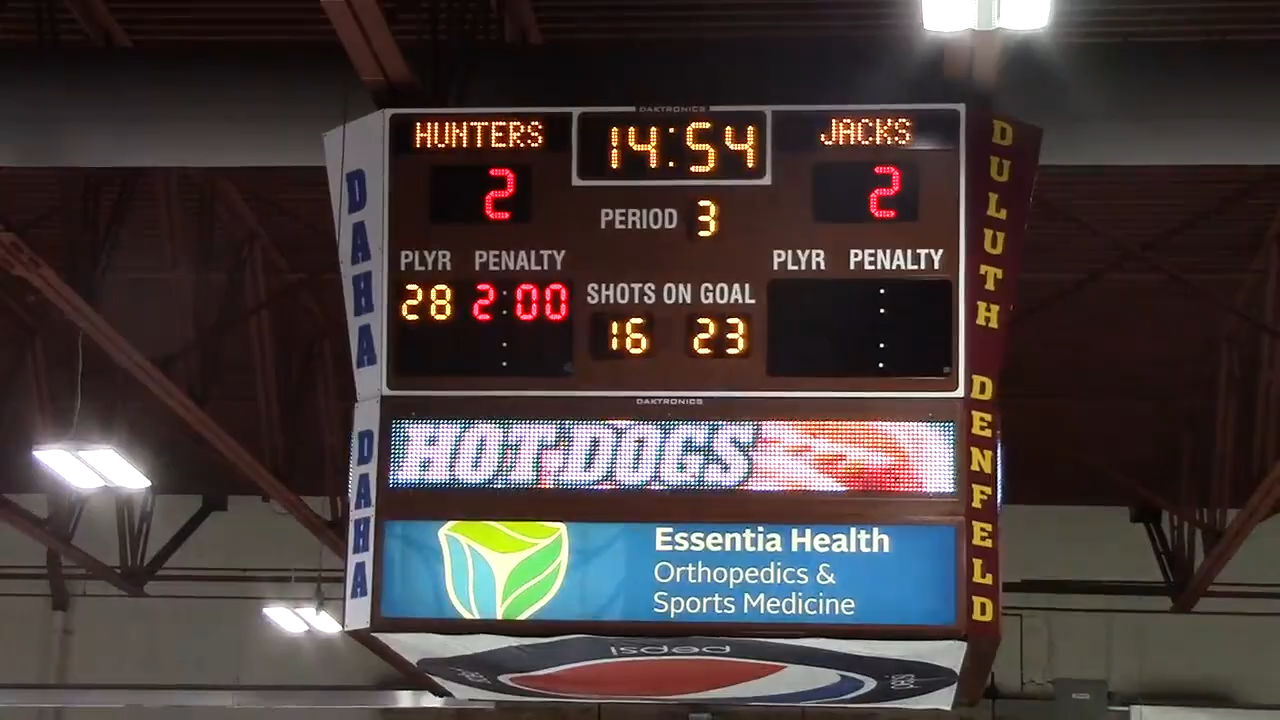 DAKTRONICS
HUNTERS 14:54 JACKS
2 2
PERIOD 3
PLYR PENALTY PLYR PENALTY
28 2:00 SHOTS ON GOAL
16 23
DAKTRONICS
HOT DOGS
Essentia Health
Orthopedics &
Sports Medicine
pepsi
DAHA
DAHA
DULUTH DENFELD